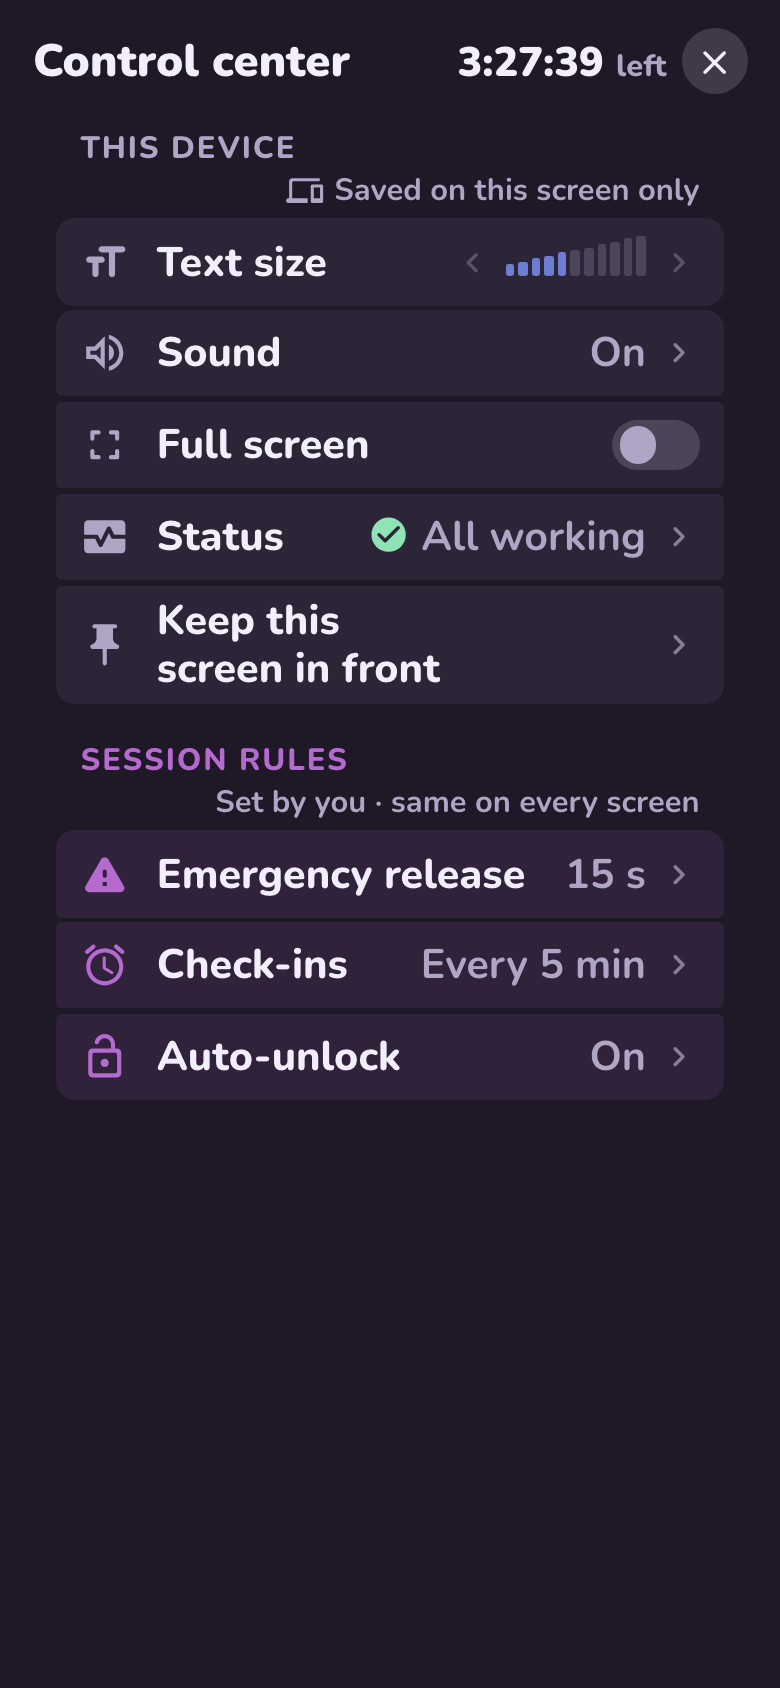 Control center
3:27:39 left
THIS DEVICE
Saved on this screen only
Text size
Sound On
Full screen
Status All working
Keep this
screen in front
SESSION RULES
Set by you · same on every screen
Emergency release 15 s
Check-ins Every 5 min
Auto-unlock On